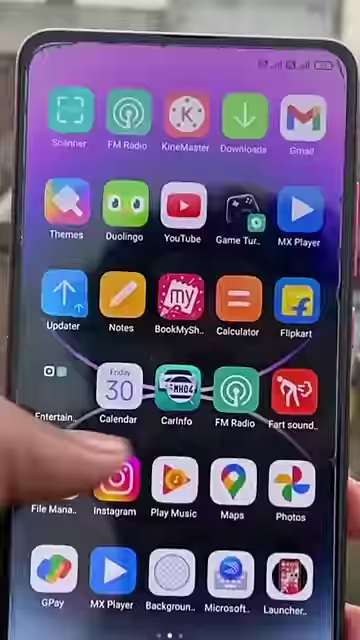 Scanner
FM Radio
KineMaster
Downloads
Gmail
Themes
Duolingo
YouTube
Game Tur..
MX Player
my
Updater
Notes
BookMySh..
Calculator
Flipkart
Friday
30
MH04
Entertain..
Calendar
CarInfo
FM Radio
Fart sound..
File Mana..
Instagram
Play Music
Maps
Photos
GPay
MX Player
Backgroun..
Microsoft..
Launcher..